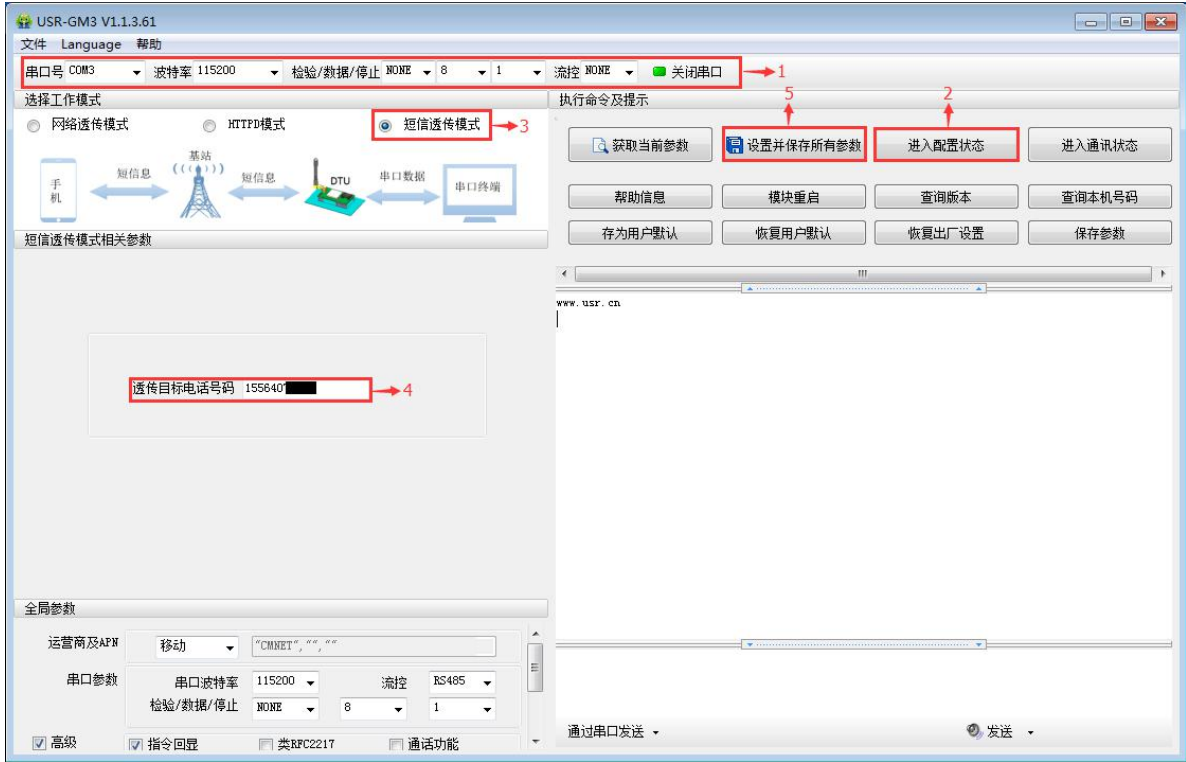 USR-GM3 V1.1.3.61
文件 Language 帮助
串口号 COM3 波特率 115200 检验/数据/停止 NONE 8 1 流控 NONE 关闭串口 1
选择工作模式
网络透传模式 HTTPD模式 短信透传模式 3
手机 短信息 基站 短信息 DTU 串口数据 串口终端
短信透传模式相关参数
透传目标电话号码 155640 4
全局参数
运营商及APN 移动 "CMNET","",""
串口参数 串口波特率 115200 流控 RS485
检验/数据/停止 NONE 8 1
高级 指令回显 类RFC2217 通话功能
执行命令及提示
5 2
获取当前参数 设置并保存所有参数 进入配置状态 进入通讯状态
帮助信息 模块重启 查询版本 查询本机号码
存为用户默认 恢复用户默认 恢复出厂设置 保存参数
www.usr.cn
通过串口发送 发送